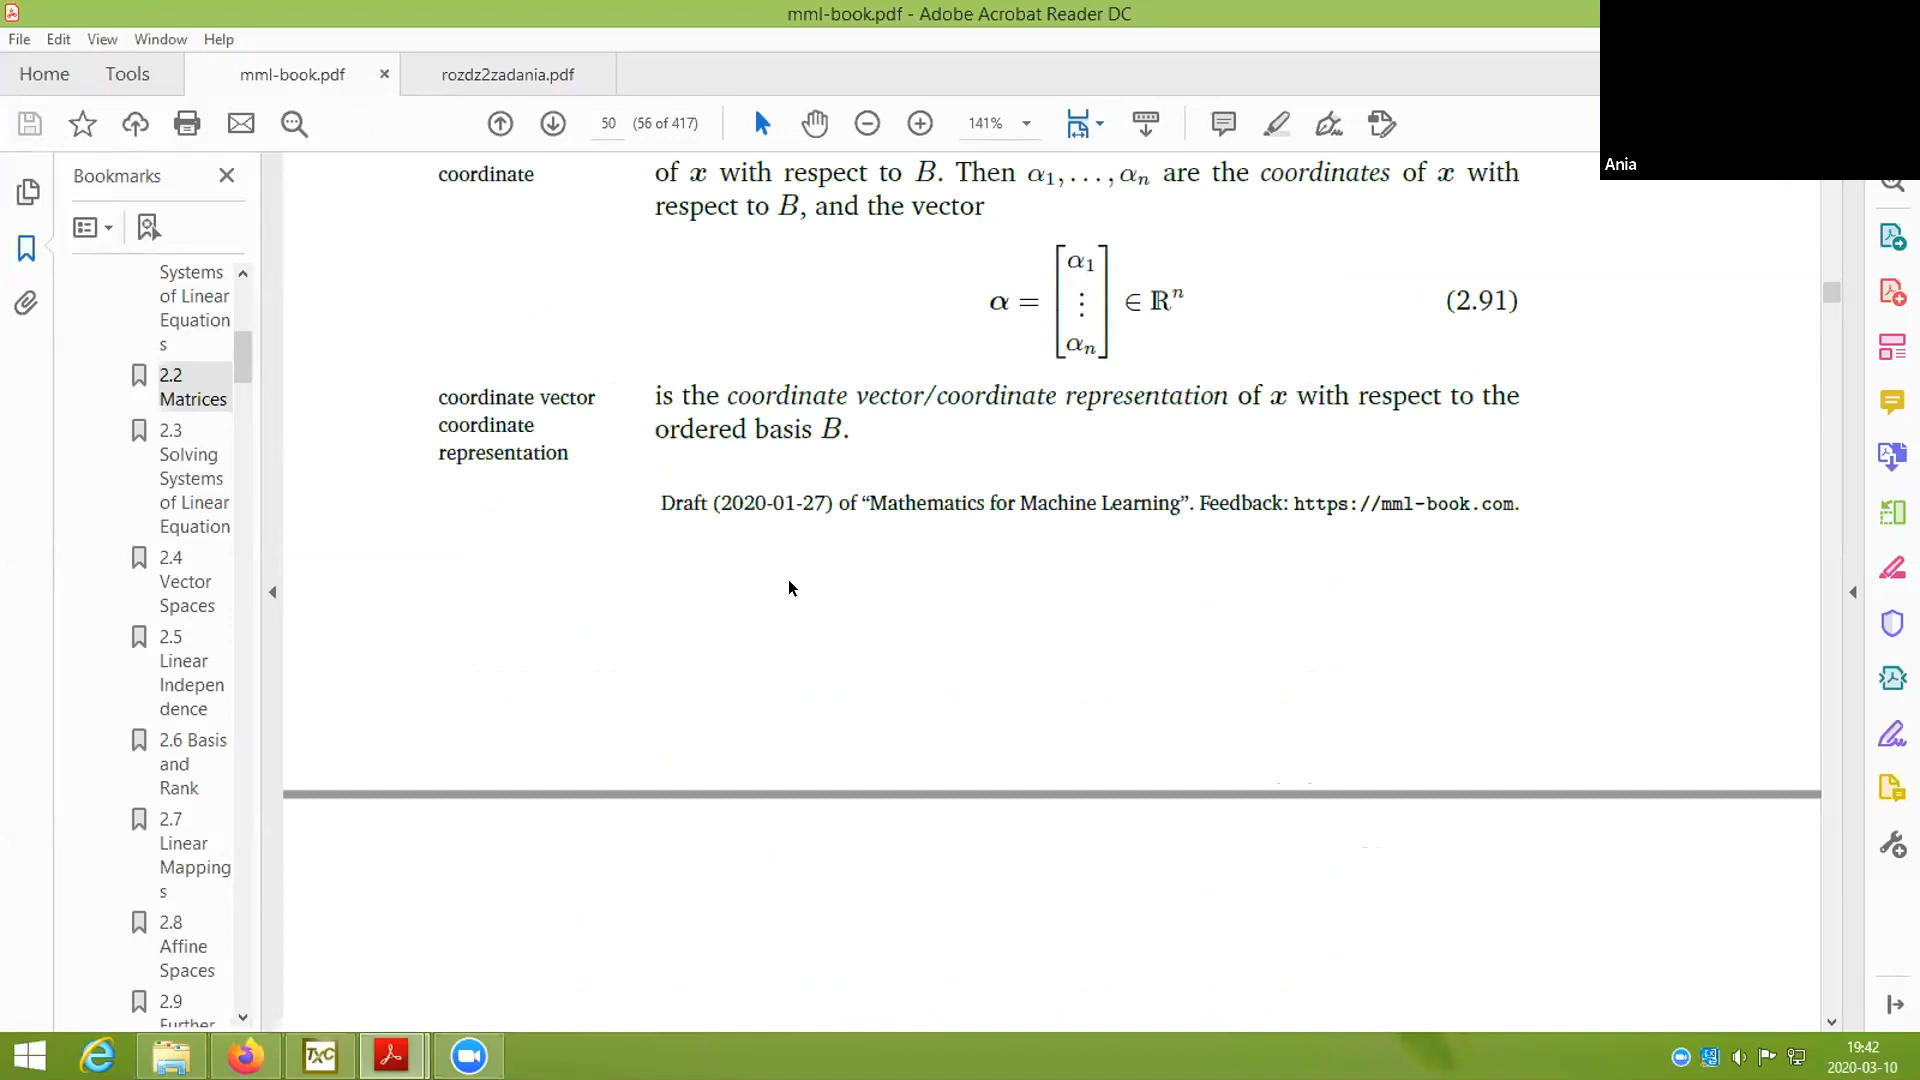 mml-book.pdf - Adobe Acrobat Reader DC
File Edit View Window Help
Home Tools mml-book.pdf × rozdz2zadania.pdf
50 (56 of 417) 141%
Ania
Bookmarks
Systems
of Linear
Equation
s
2.2
Matrices
2.3
Solving
Systems
of Linear
Equation
2.4
Vector
Spaces
2.5
Linear
Indepen
dence
2.6 Basis
and
Rank
2.7
Linear
Mapping
s
2.8
Affine
Spaces
2.9
Further
coordinate
of x with respect to B. Then α₁, . . . , αₙ are the coordinates of x with
respect to B, and the vector
α = [α₁ ⋮ αₙ] ∈ ℝⁿ (2.91)
coordinate vector
coordinate
representation
is the coordinate vector/coordinate representation of x with respect to the
ordered basis B.
Draft (2020-01-27) of “Mathematics for Machine Learning”. Feedback: https://mml-book.com.
TXC
19:42
2020-03-10